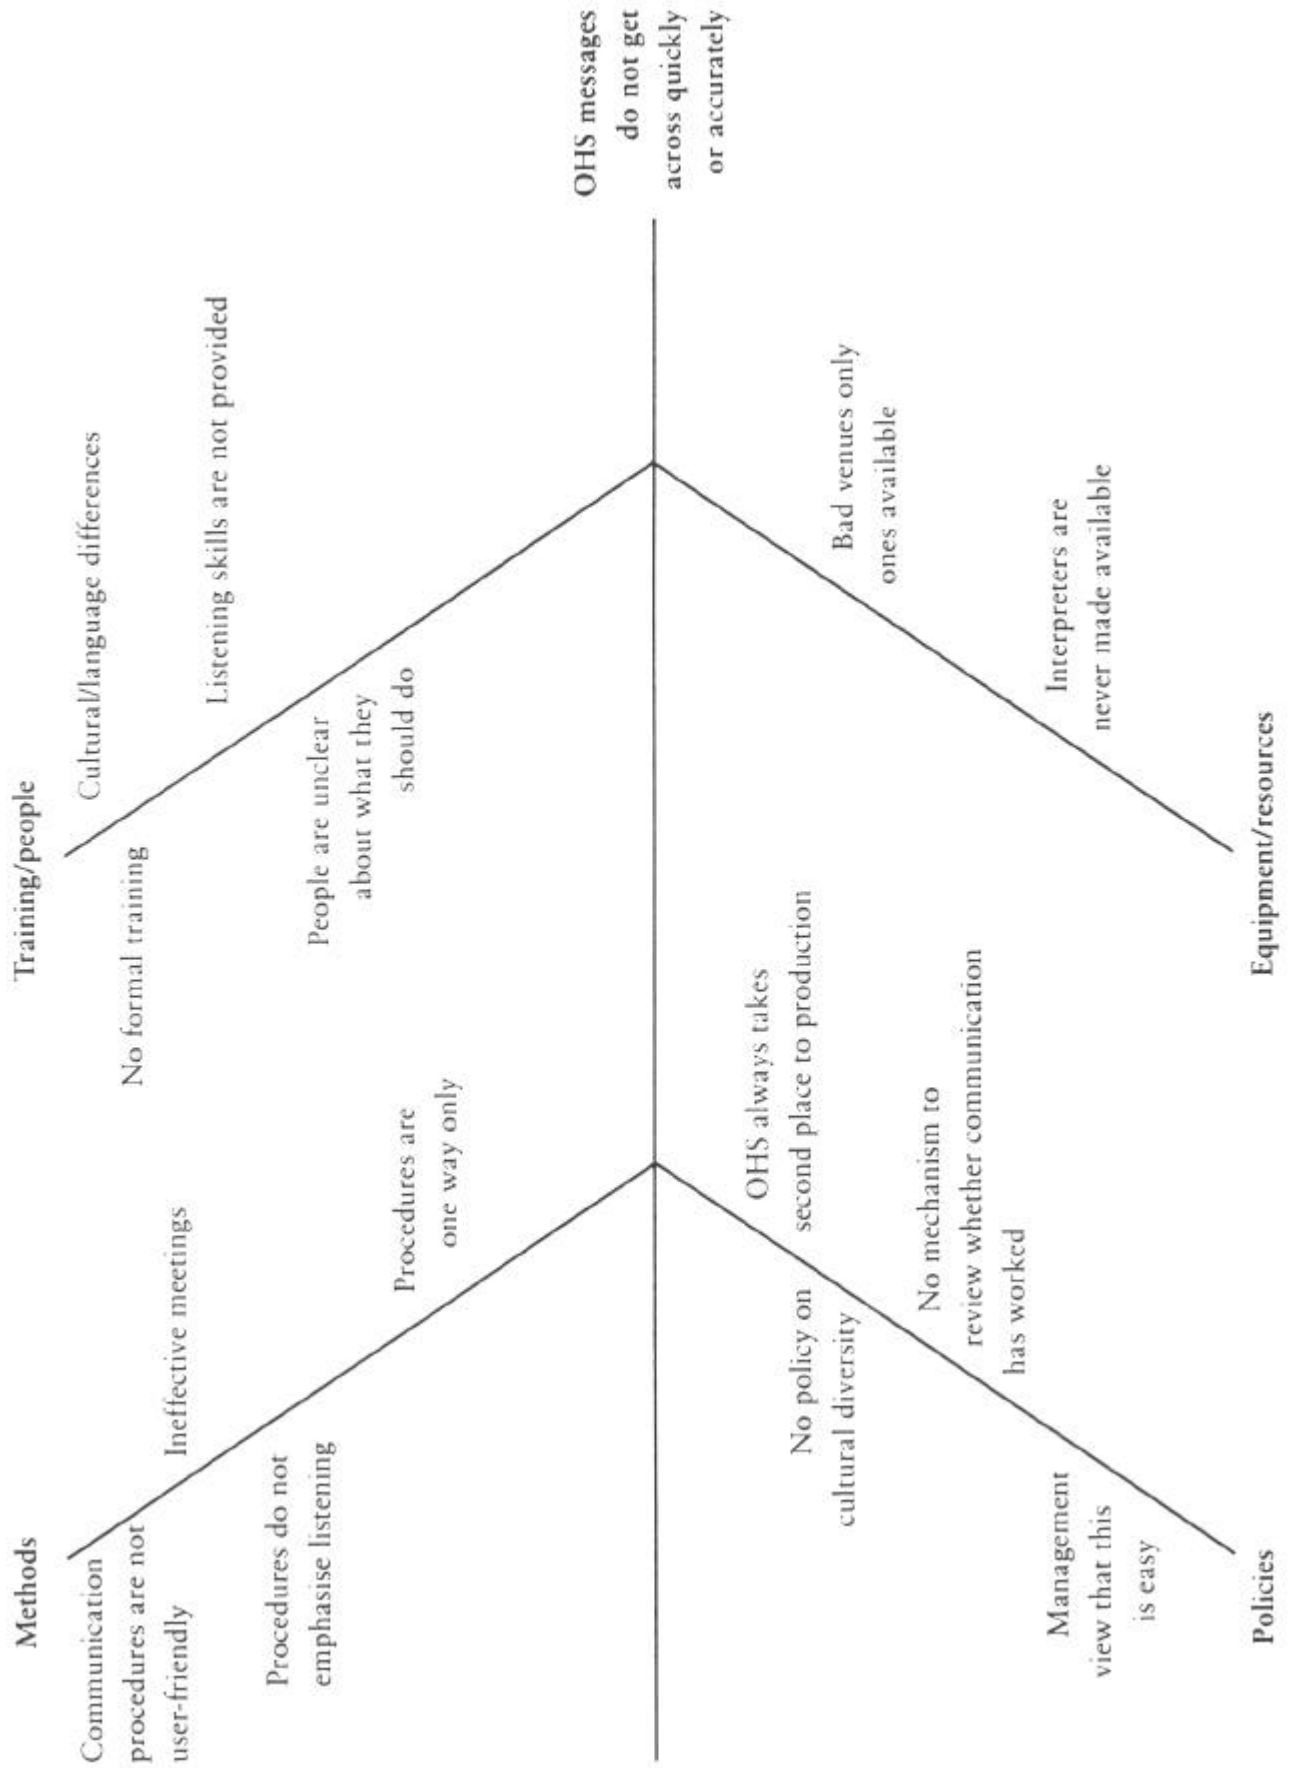 Methods
Communication
procedures are not
user-friendly
Ineffective meetings
Procedures do not
emphasise listening
Procedures are
one way only
Training/people
No formal training
Cultural/language differences
Listening skills are not provided
People are unclear
about what they
should do
OHS messages
do not get
across quickly
or accurately
No policy on
cultural diversity
OHS always takes
second place to production
No mechanism to
review whether communication
has worked
Management
view that this
is easy
Policies
Bad venues only
ones available
Interpreters are
never made available
Equipment/resources